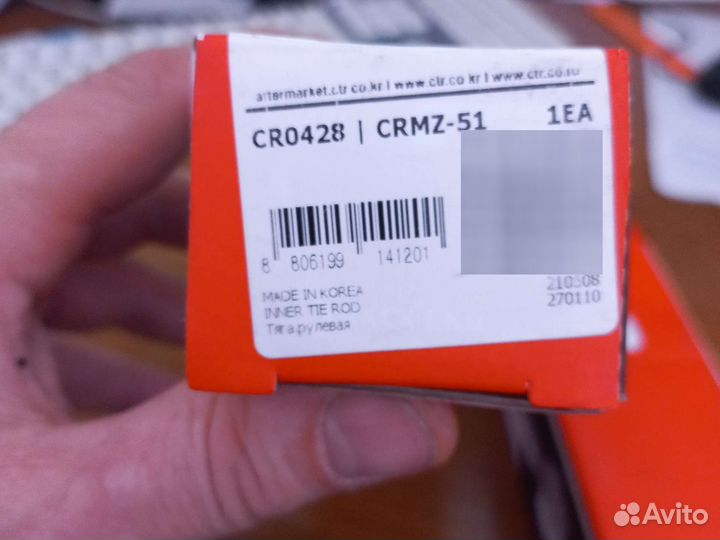 aftermarket.ctr.co.kr | www.ctr.co.kr | www.ctr.co.ru
CR0428 | CRMZ-51 1EA
8 806199 141201
MADE IN KOREA
INNER TIE ROD
Тяга рулевая
210308
270110
Avito